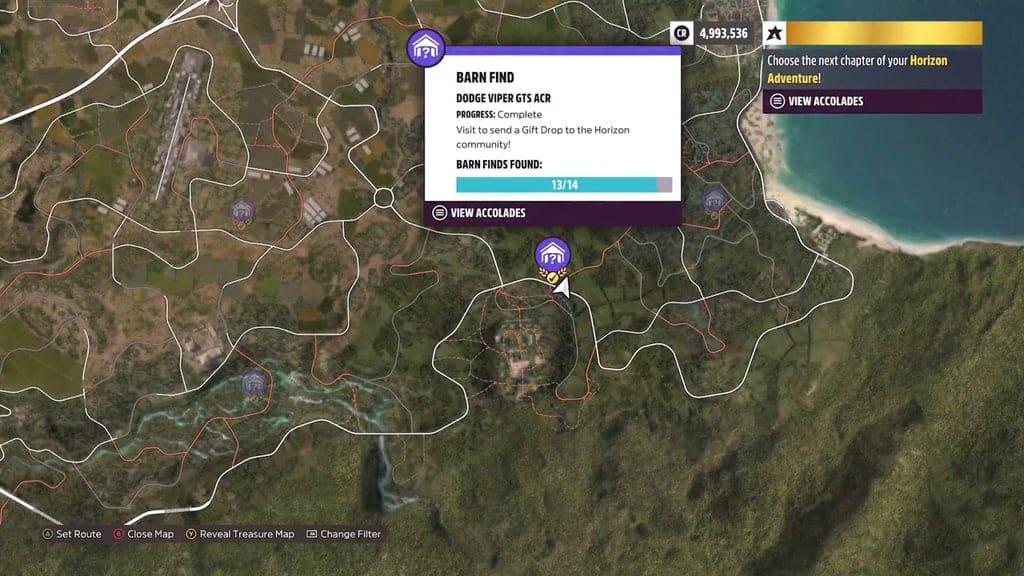 CR 4,993,536
Choose the next chapter of your Horizon
Adventure!
VIEW ACCOLADES
?
BARN FIND
DODGE VIPER GTS ACR
PROGRESS: Complete
Visit to send a Gift Drop to the Horizon
community!
BARN FINDS FOUND:
13/14
VIEW ACCOLADES
?
?
?
?
A Set Route B Close Map Y Reveal Treasure Map Change Filter